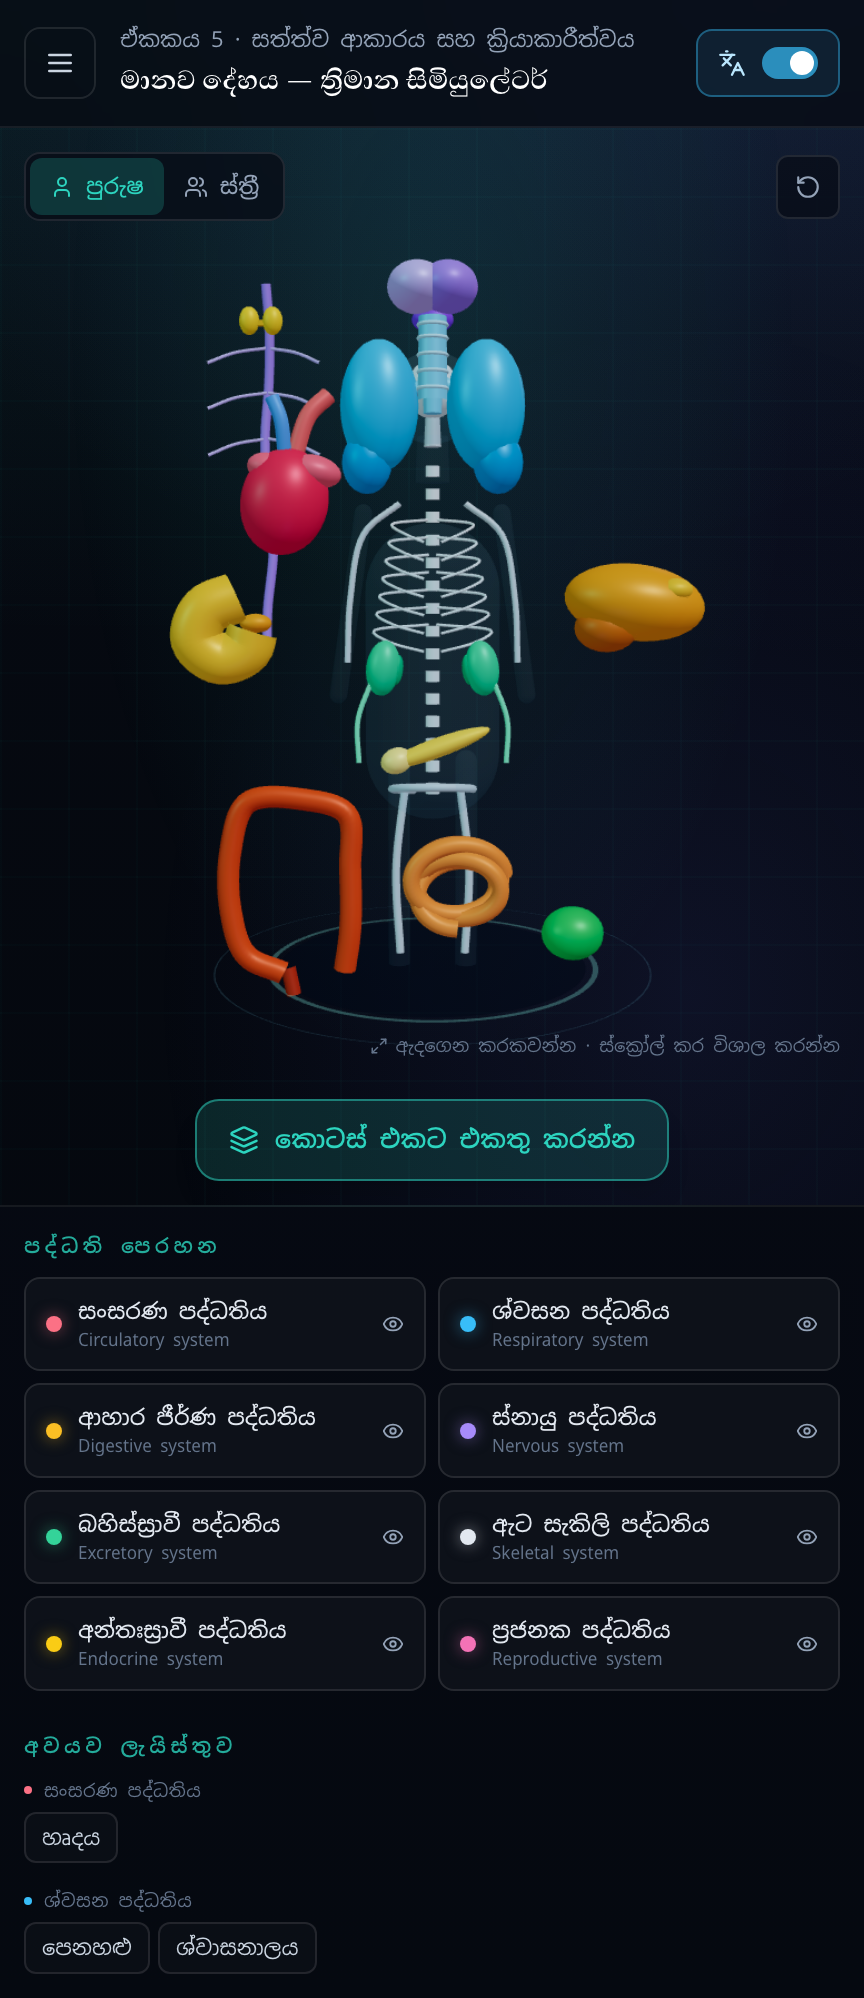 ඒකකය 5 · සත්ත්ව ආකාරය සහ ක්‍රියාකාරීත්වය
මානව දේහය — ත්‍රිමාන සිමියුලේටර්
පුරුෂ
ස්ත්‍රී
ඇදගෙන කරකවන්න · ස්ක්‍රෝල් කර විශාල කරන්න
කොටස් එකට එකතු කරන්න
පද්ධති පෙරහන
සංසරණ පද්ධතිය
Circulatory system
ශ්වසන පද්ධතිය
Respiratory system
ආහාර ජීර්ණ පද්ධතිය
Digestive system
ස්නායු පද්ධතිය
Nervous system
බහිස්ස්‍රාවී පද්ධතිය
Excretory system
ඇට සැකිලි පද්ධතිය
Skeletal system
අන්තඃස්‍රාවී පද්ධතිය
Endocrine system
ප්‍රජනක පද්ධතිය
Reproductive system
අවයව ලැයිස්තුව
සංසරණ පද්ධතිය
හෘදය
ශ්වසන පද්ධතිය
පෙනහළු
ශ්වාසනාලය